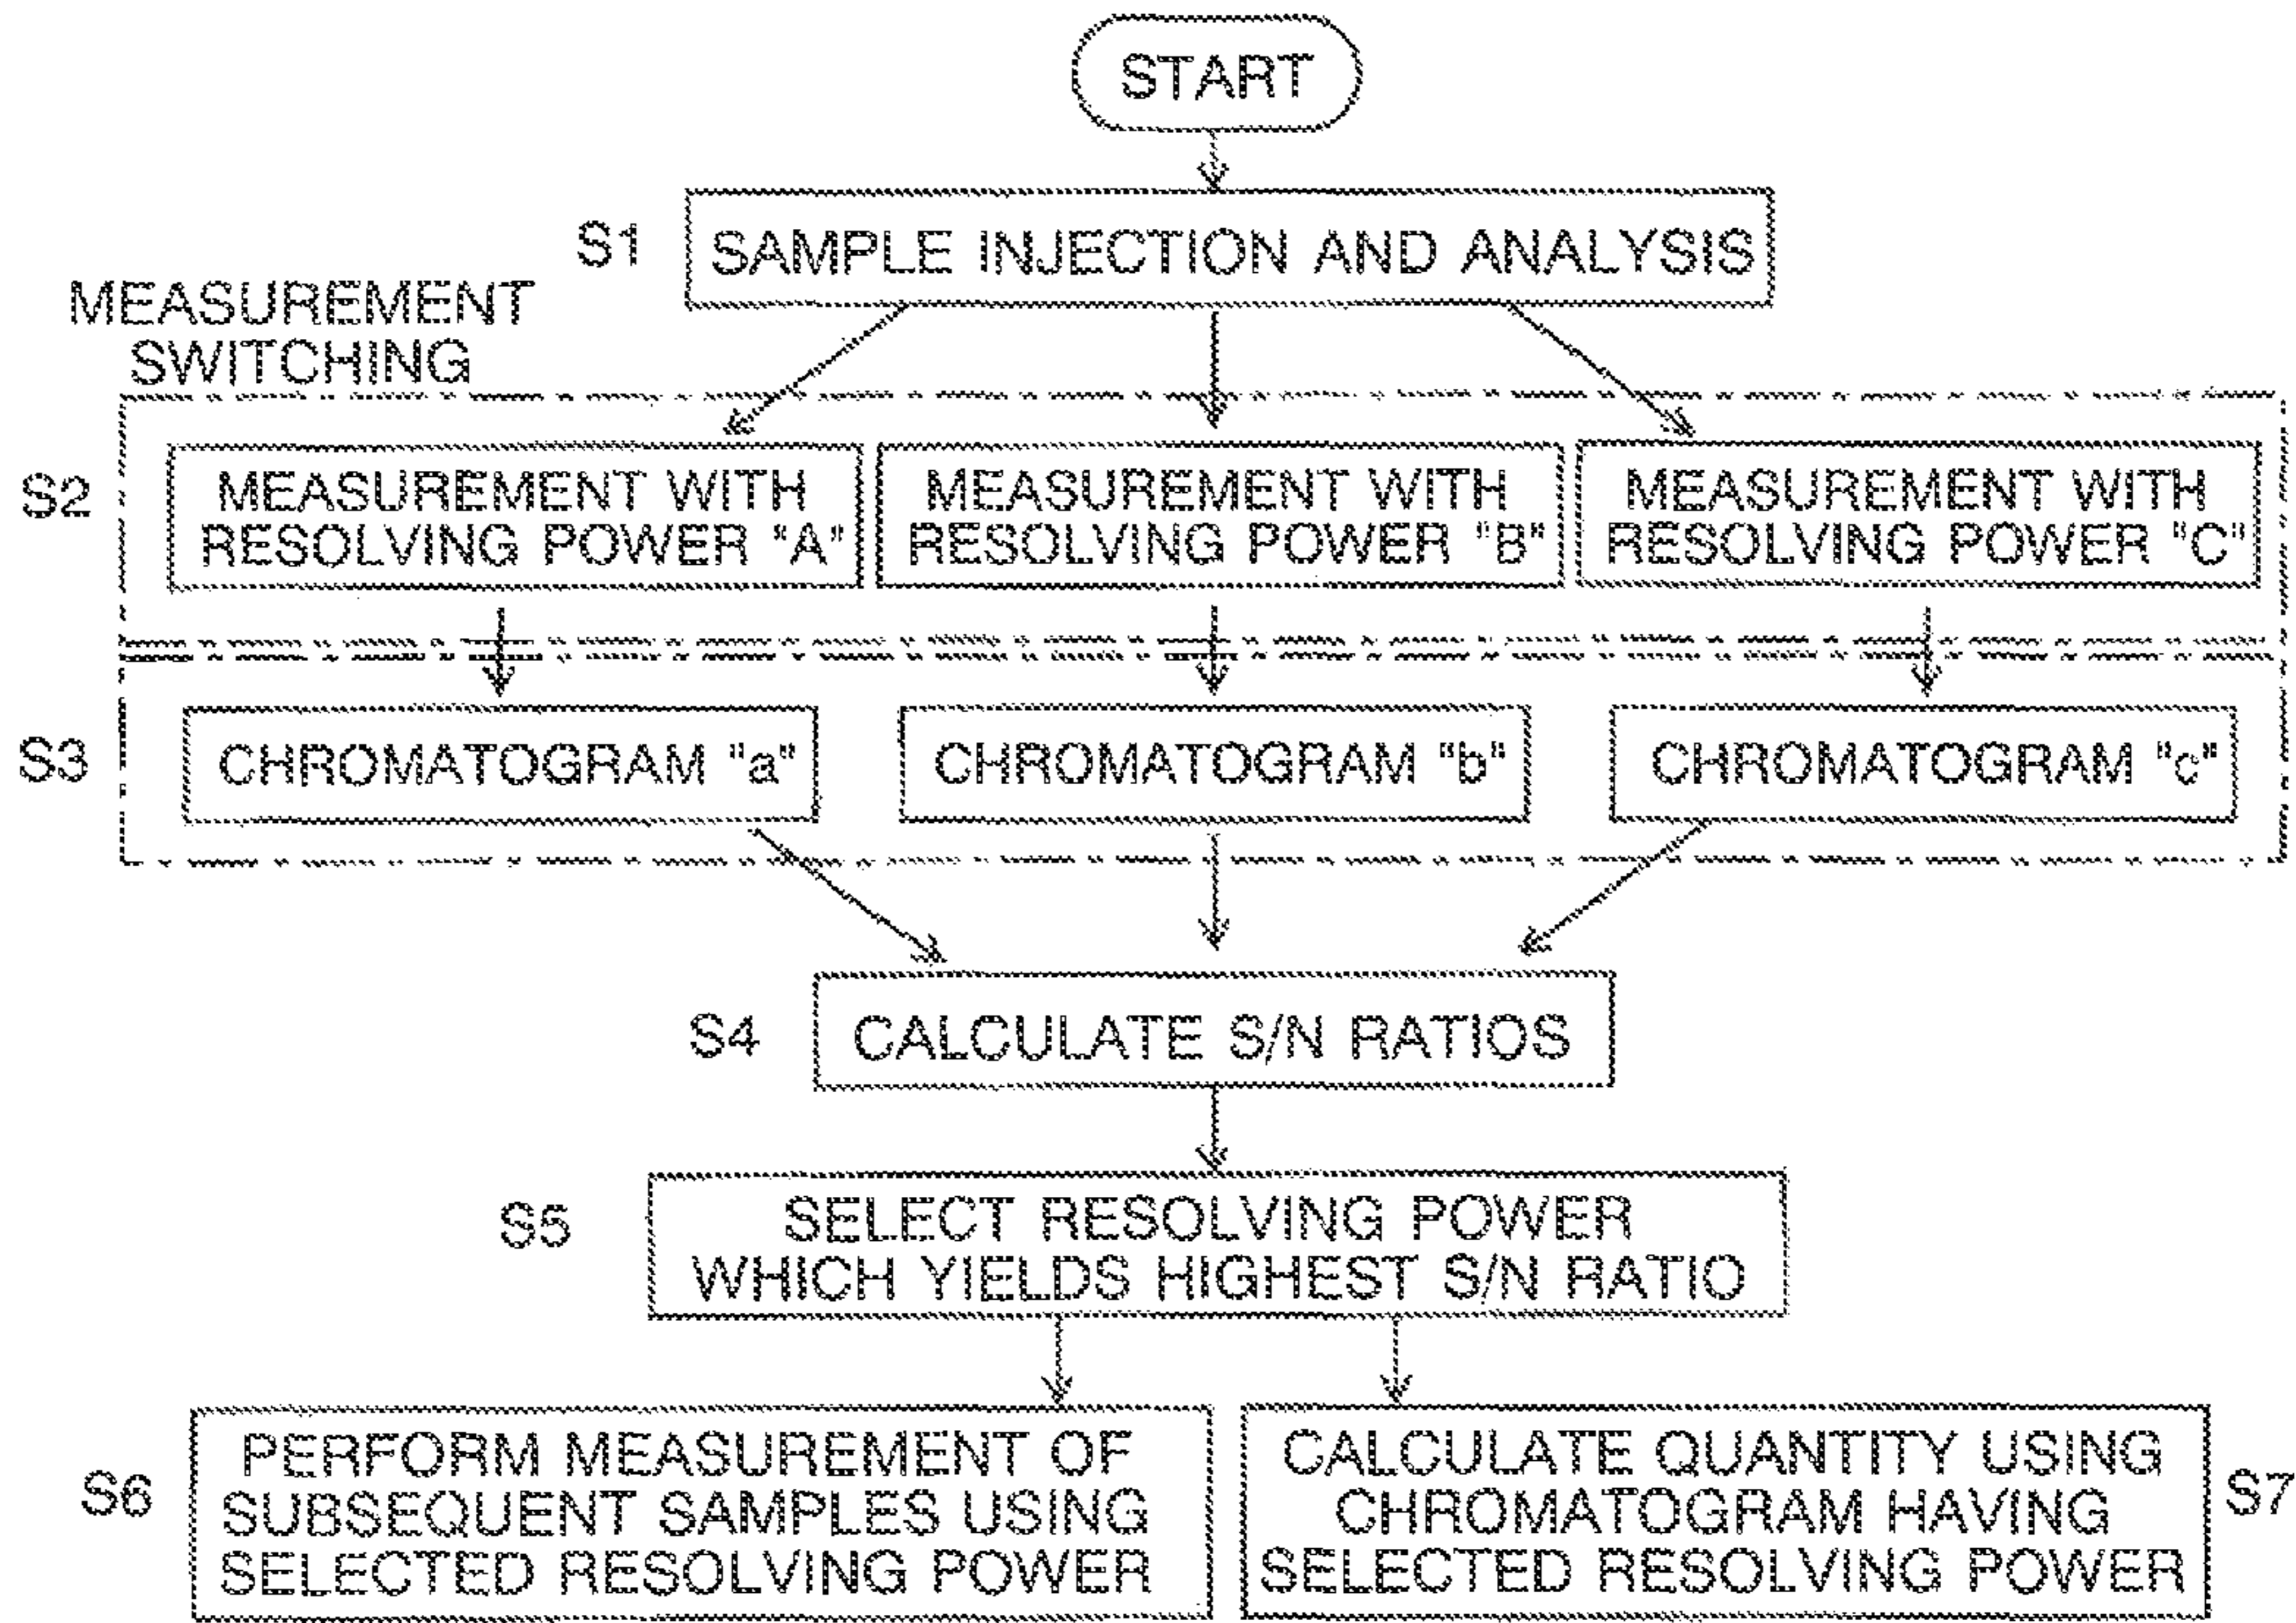 START
S1
SAMPLE INJECTION AND ANALYSIS
MEASUREMENT
SWITCHING
S2
MEASUREMENT WITH
RESOLVING POWER "A"
MEASUREMENT WITH
RESOLVING POWER "B"
MEASUREMENT WITH
RESOLVING POWER "C"
S3
CHROMATOGRAM "a"
CHROMATOGRAM "b"
CHROMATOGRAM "c"
S4
CALCULATE S/N RATIOS
S5
SELECT RESOLVING POWER
WHICH YIELDS HIGHEST S/N RATIO
S6
PERFORM MEASUREMENT OF
SUBSEQUENT SAMPLES USING
SELECTED RESOLVING POWER
CALCULATE QUANTITY USING
CHROMATOGRAM HAVING
SELECTED RESOLVING POWER
S7